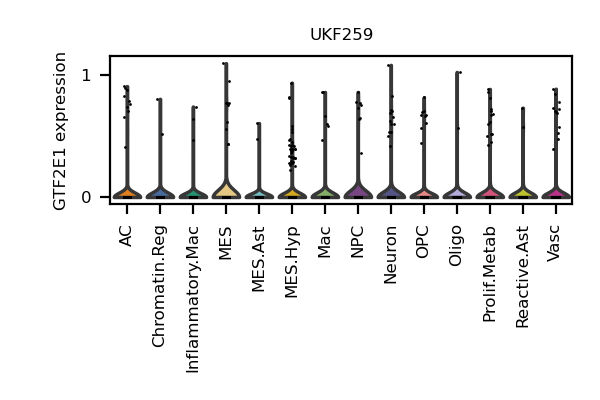 UKF259
GTF2E1 expression
1
0
AC
Chromatin.Reg
Inflammatory.Mac
MES
MES.Ast
MES.Hyp
Mac
NPC
Neuron
OPC
Oligo
Prolif.Metab
Reactive.Ast
Vasc